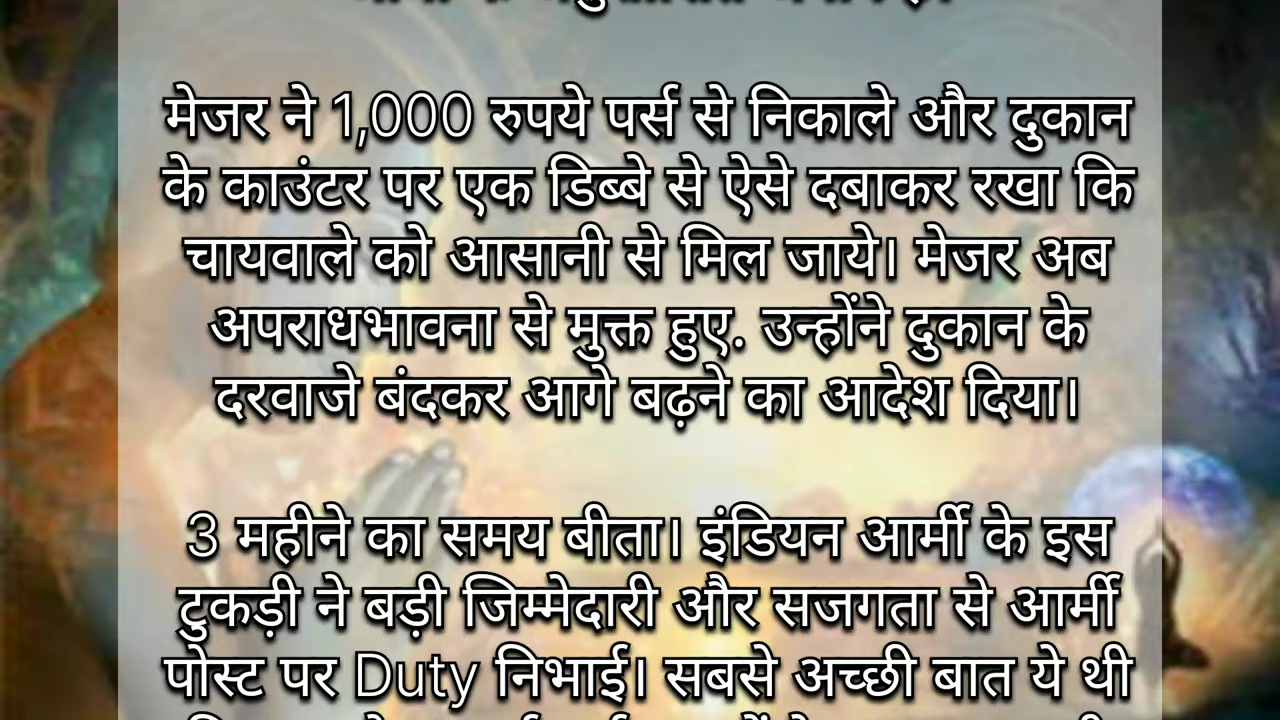 मेजर ने 1,000 रुपये पर्स से निकाले और दुकान
के काउंटर पर एक डिब्बे से ऐसे दबाकर रखा कि
चायवाले को आसानी से मिल जाये। मेजर अब
अपराधभावना से मुक्त हुए. उन्होंने दुकान के
दरवाजे बंदकर आगे बढ़ने का आदेश दिया।
3 महीने का समय बीता। इंडियन आर्मी के इस
टुकड़ी ने बड़ी जिम्मेदारी और सजगता से आर्मी
पोस्ट पर Duty निभाई। सबसे अच्छी बात ये थी